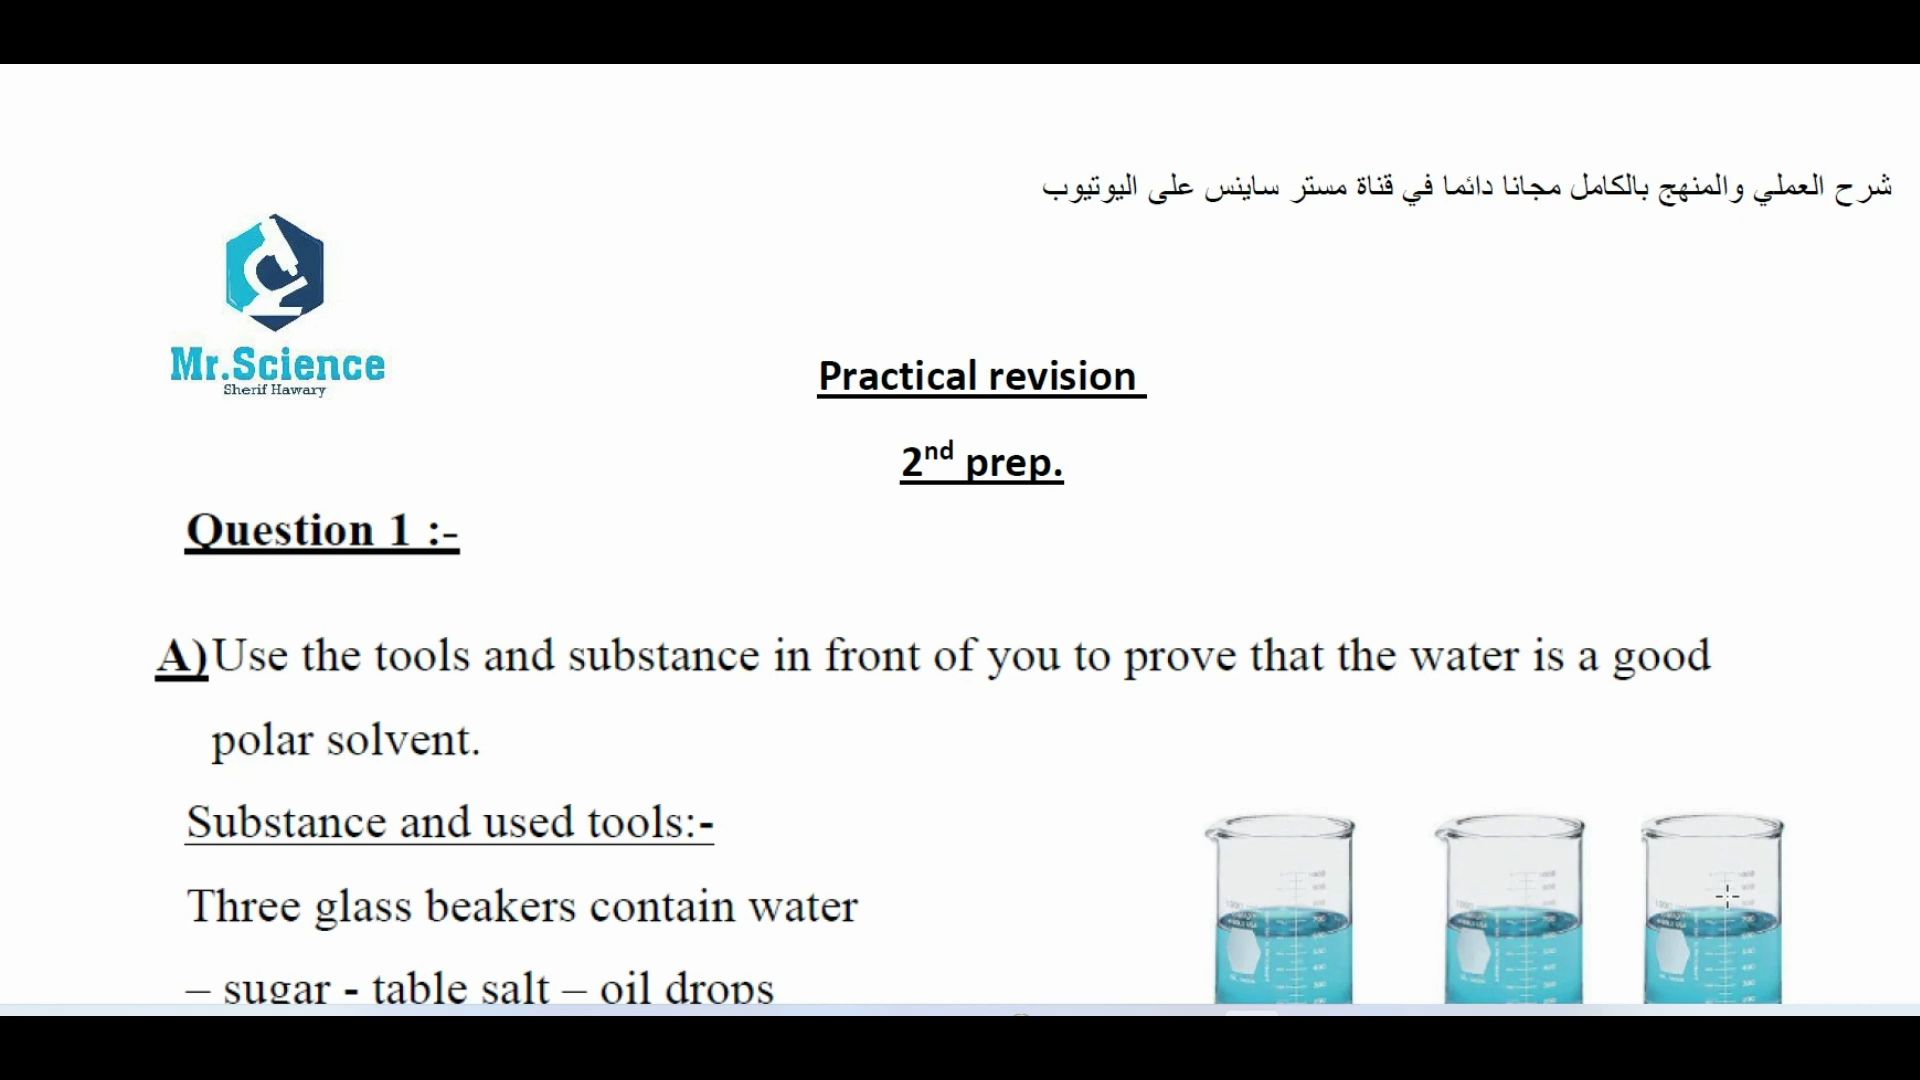 شرح العملي والمنهج بالكامل مجانا دائما في قناة مستر ساينس على اليوتيوب
Mr.Science
Sherif Hawary
Practical revision
2nd prep.
Question 1 :-
A)Use the tools and substance in front of you to prove that the water is a good
polar solvent.
Substance and used tools:-
Three glass beakers contain water
– sugar - table salt – oil drops